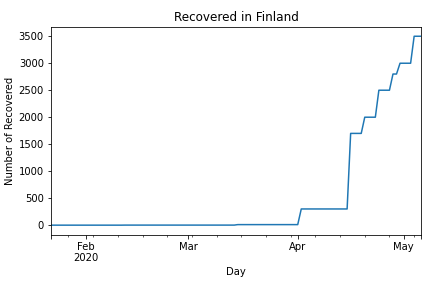 Recovered in Finland
Number of Recovered
3500
3000
2500
2000
1500
1000
500
0
Feb
2020
Mar
Apr
May
Day